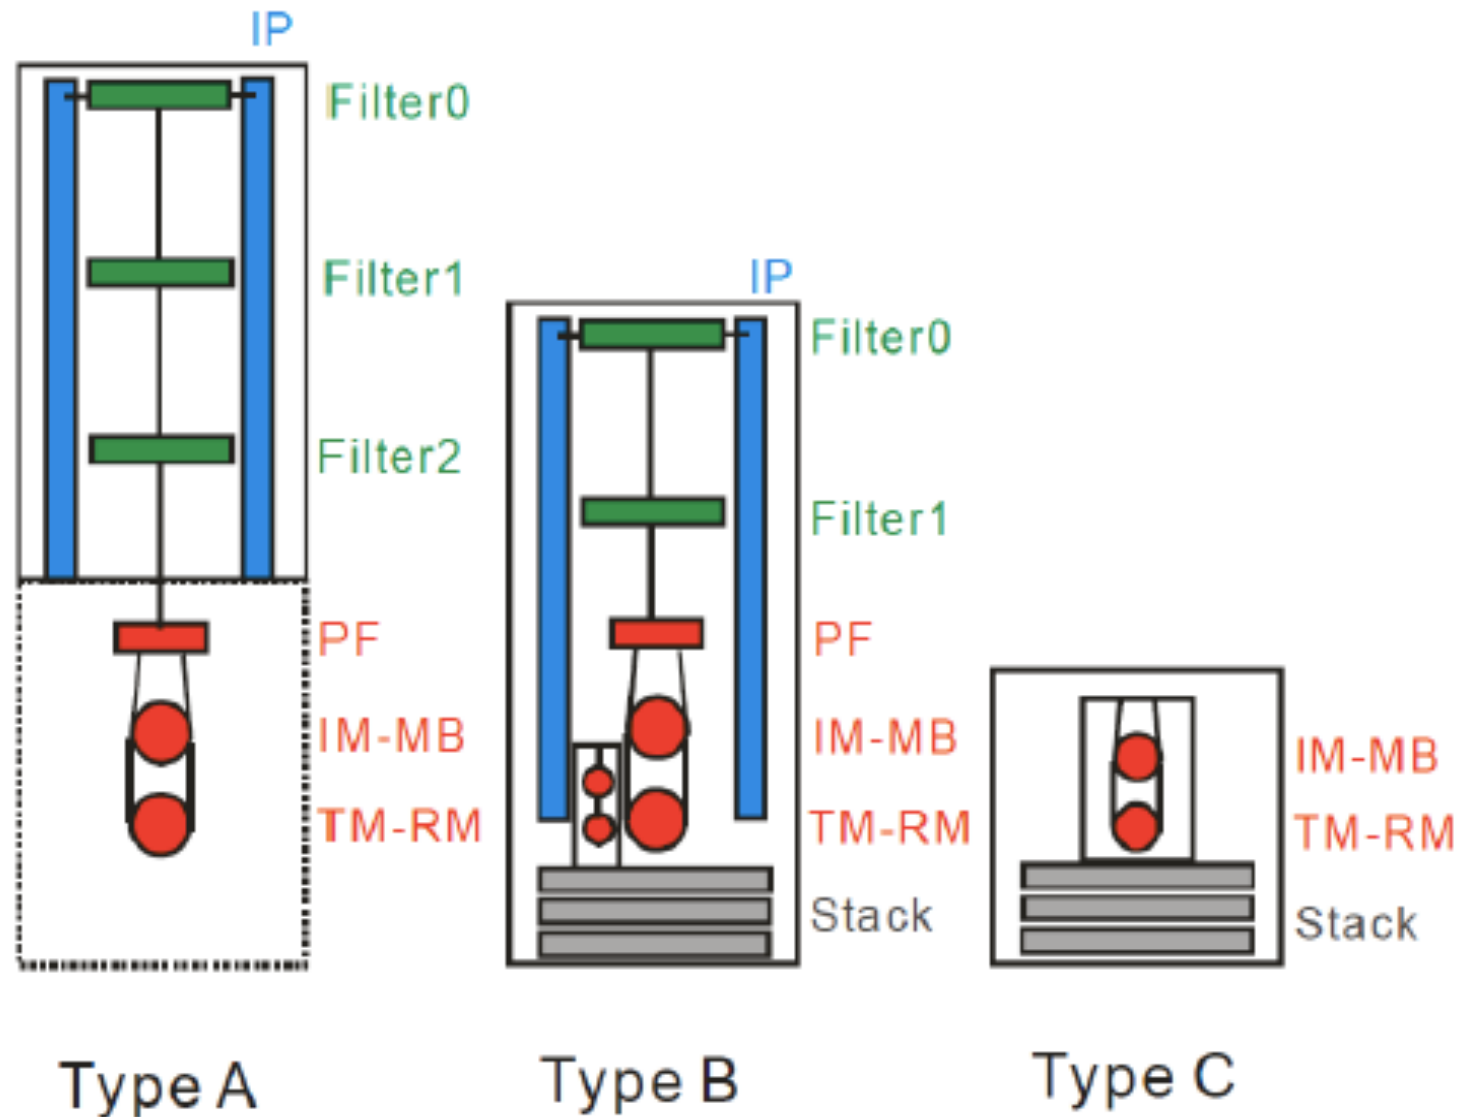 IP
Filter0
Filter1
Filter2
PF
IM-MB
TM-RM
Type A
IP
Filter0
Filter1
PF
IM-MB
TM-RM
Stack
Type B
IM-MB
TM-RM
Stack
Type C